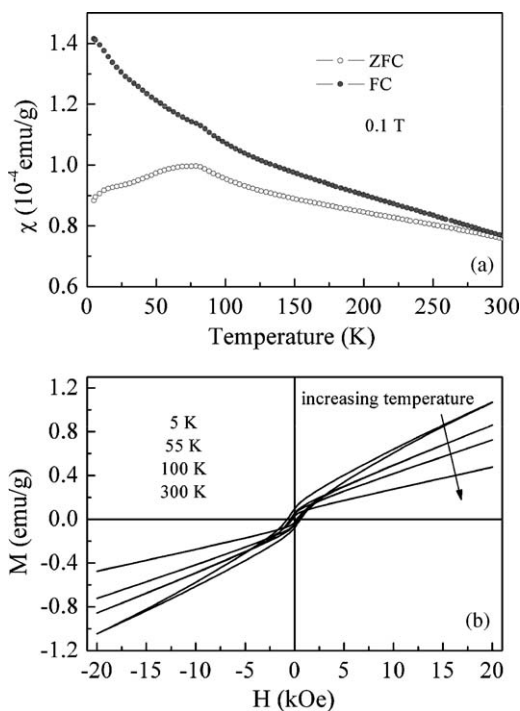 1.4
1.2
1.0
0.8
0.6
χ (10⁻⁴emu/g)
—○— ZFC
—●— FC
0.1 T
(a)
0 50 100 150 200 250 300
Temperature (K)
1.2
0.8
0.4
0.0
-0.4
-0.8
-1.2
M (emu/g)
5 K
55 K
100 K
300 K
increasing temperature
(b)
-20 -15 -10 -5 0 5 10 15 20
H (kOe)